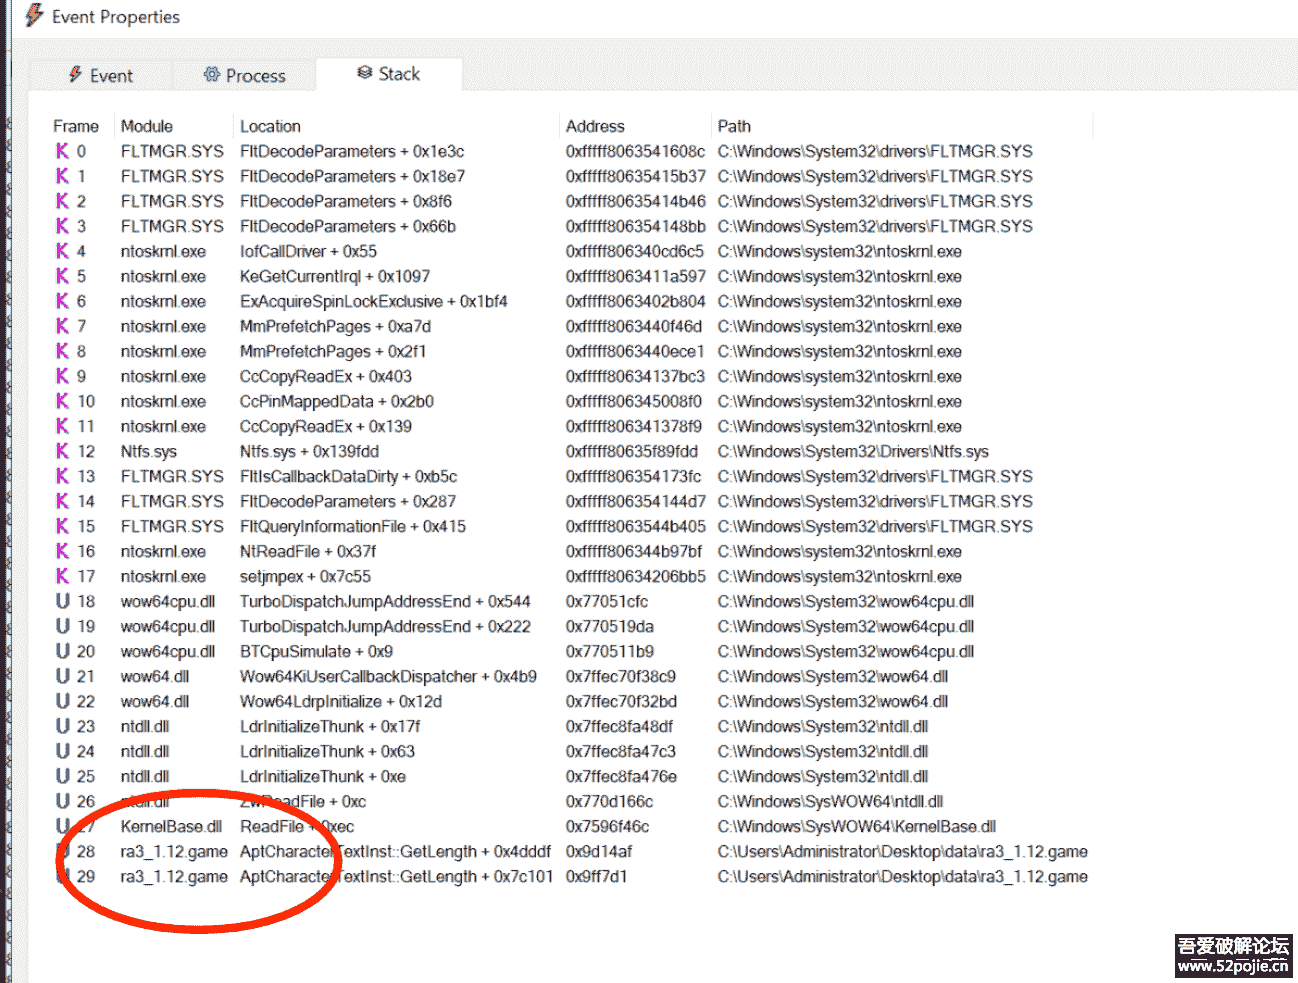 Event Properties
Event Process Stack
Frame Module Location Address Path
K 0 FLTMGR.SYS FltDecodeParameters + 0x1e3c 0xfffff8063541608c C:\Windows\System32\drivers\FLTMGR.SYS
K 1 FLTMGR.SYS FltDecodeParameters + 0x18e7 0xfffff80635415b37 C:\Windows\System32\drivers\FLTMGR.SYS
K 2 FLTMGR.SYS FltDecodeParameters + 0x8f6 0xfffff80635414b46 C:\Windows\System32\drivers\FLTMGR.SYS
K 3 FLTMGR.SYS FltDecodeParameters + 0x66b 0xfffff806354148bb C:\Windows\System32\drivers\FLTMGR.SYS
K 4 ntoskrnl.exe IofCallDriver + 0x55 0xfffff806340cd6c5 C:\Windows\system32\ntoskrnl.exe
K 5 ntoskrnl.exe KeGetCurrentIrql + 0x1097 0xfffff8063411a597 C:\Windows\system32\ntoskrnl.exe
K 6 ntoskrnl.exe ExAcquireSpinLockExclusive + 0x1bf4 0xfffff8063402b804 C:\Windows\system32\ntoskrnl.exe
K 7 ntoskrnl.exe MmPrefetchPages + 0xa7d 0xfffff8063440f46d C:\Windows\system32\ntoskrnl.exe
K 8 ntoskrnl.exe MmPrefetchPages + 0x2f1 0xfffff8063440ece1 C:\Windows\system32\ntoskrnl.exe
K 9 ntoskrnl.exe CcCopyReadEx + 0x403 0xfffff80634137bc3 C:\Windows\system32\ntoskrnl.exe
K 10 ntoskrnl.exe CcPinMappedData + 0x2b0 0xfffff806345008f0 C:\Windows\system32\ntoskrnl.exe
K 11 ntoskrnl.exe CcCopyReadEx + 0x139 0xfffff806341378f9 C:\Windows\system32\ntoskrnl.exe
K 12 Ntfs.sys Ntfs.sys + 0x139fdd 0xfffff80635f89fdd C:\Windows\System32\Drivers\Ntfs.sys
K 13 FLTMGR.SYS FltIsCallbackDataDirty + 0xb5c 0xfffff806354173fc C:\Windows\System32\drivers\FLTMGR.SYS
K 14 FLTMGR.SYS FltDecodeParameters + 0x287 0xfffff806354144d7 C:\Windows\System32\drivers\FLTMGR.SYS
K 15 FLTMGR.SYS FltQueryInformationFile + 0x415 0xfffff8063544b405 C:\Windows\System32\drivers\FLTMGR.SYS
K 16 ntoskrnl.exe NtReadFile + 0x37f 0xfffff806344b97bf C:\Windows\system32\ntoskrnl.exe
K 17 ntoskrnl.exe setjmpex + 0x7c55 0xfffff80634206bb5 C:\Windows\system32\ntoskrnl.exe
U 18 wow64cpu.dll TurboDispatchJumpAddressEnd + 0x544 0x77051cfc C:\Windows\System32\wow64cpu.dll
U 19 wow64cpu.dll TurboDispatchJumpAddressEnd + 0x222 0x770519da C:\Windows\System32\wow64cpu.dll
U 20 wow64cpu.dll BTCpuSimulate + 0x9 0x770511b9 C:\Windows\System32\wow64cpu.dll
U 21 wow64.dll Wow64KiUserCallbackDispatcher + 0x4b9 0x7ffec70f38c9 C:\Windows\System32\wow64.dll
U 22 wow64.dll Wow64LdrpInitialize + 0x12d 0x7ffec70f32bd C:\Windows\System32\wow64.dll
U 23 ntdll.dll LdrInitializeThunk + 0x17f 0x7ffec8fa48df C:\Windows\System32\ntdll.dll
U 24 ntdll.dll LdrInitializeThunk + 0x63 0x7ffec8fa47c3 C:\Windows\System32\ntdll.dll
U 25 ntdll.dll LdrInitializeThunk + 0xe 0x7ffec8fa476e C:\Windows\System32\ntdll.dll
U 26 ntdll.dll ZwReadFile + 0xc 0x770d166c C:\Windows\SysWOW64\ntdll.dll
U 27 KernelBase.dll ReadFile + 0xec 0x7596f46c C:\Windows\SysWOW64\KernelBase.dll
U 28 ra3_1.12.game AptCharacterTextInst::GetLength + 0x4dddf 0x9d14af C:\Users\Administrator\Desktop\data\ra3_1.12.game
U 29 ra3_1.12.game AptCharacterTextInst::GetLength + 0x7c101 0x9ff7d1 C:\Users\Administrator\Desktop\data\ra3_1.12.game
吾爱破解论坛
www.52pojie.cn